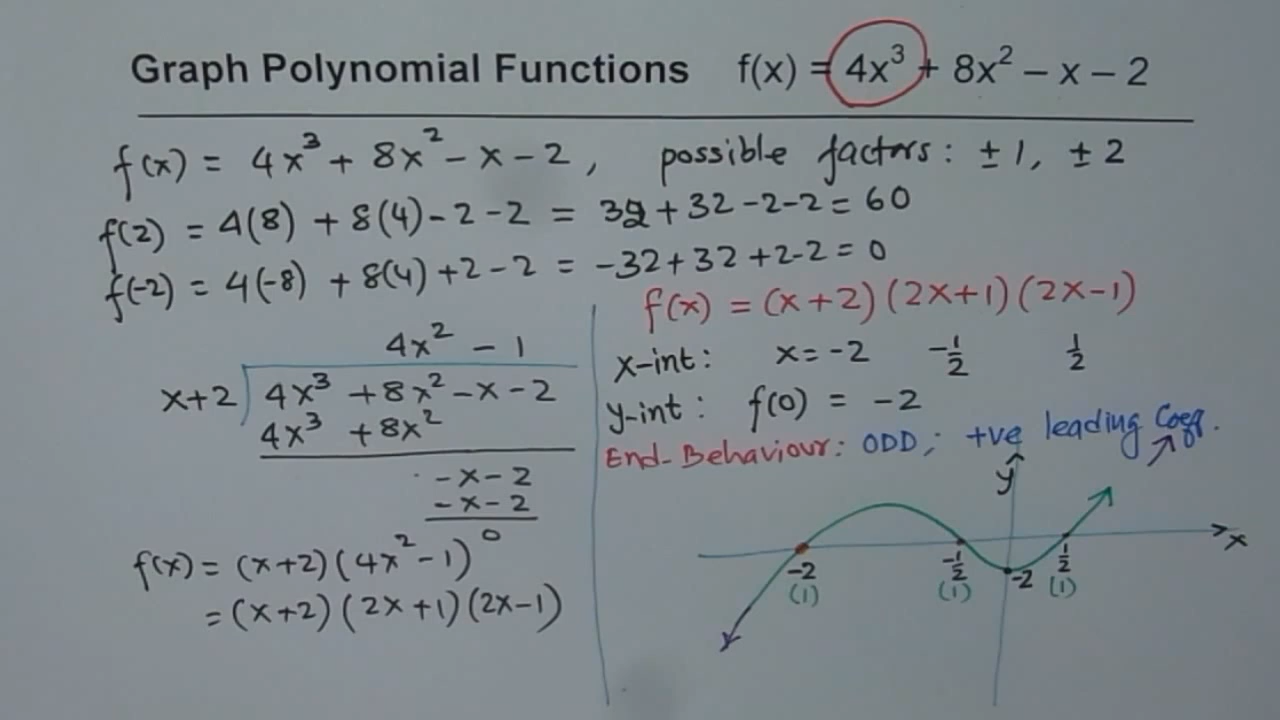 Graph Polynomial Functions f(x) = 4x³ + 8x² – x – 2
f(x) = 4x³ + 8x² – x – 2, possible factors: ±1, ±2
f(2) = 4(8) + 8(4) – 2 – 2 = 32 + 32 – 2 – 2 = 60
f(-2) = 4(-8) + 8(4) + 2 – 2 = -32 + 32 + 2 - 2 = 0
4x² – 1
x+2 4x³ + 8x² – x – 2
4x³ + 8x²
-x – 2
-x – 2
0
f(x) = (x+2)(4x² – 1)
= (x+2)(2x+1)(2x–1)
f(x) = (x+2)(2x+1)(2x–1)
x-int: x = -2 -½ ½
y-int: f(0) = -2
End-Behaviour: ODD; +ve leading Coeff.
y
x
-2 -½ -2 ½
(1) (1) (1)